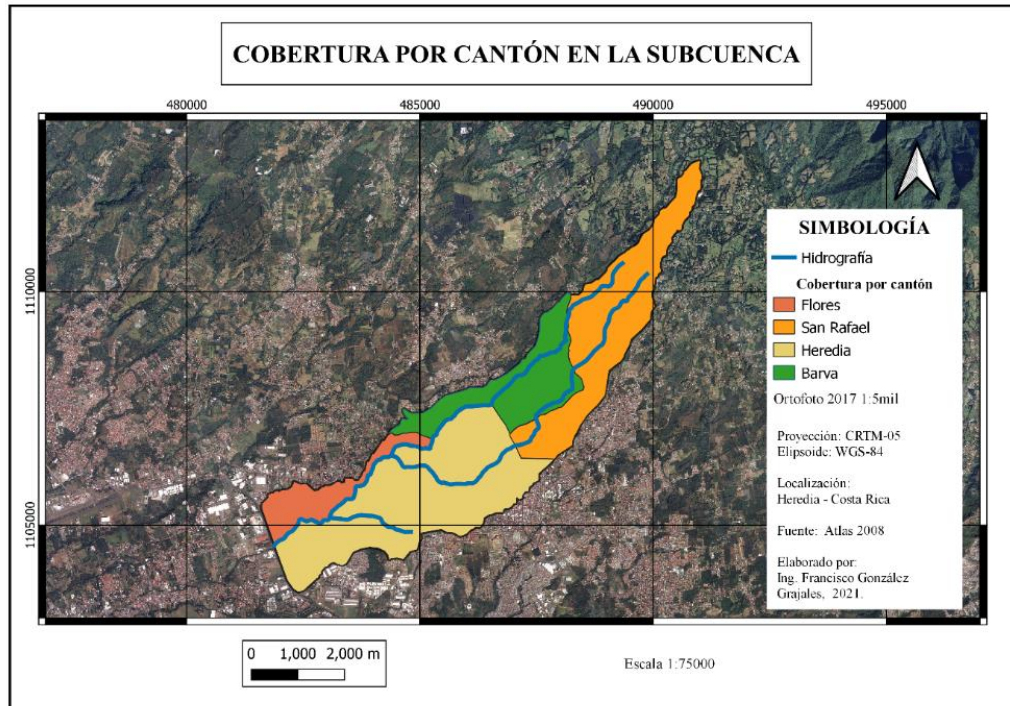 COBERTURA POR CANTÓN EN LA SUBCUENCA
480000
485000
490000
495000
1110000
1105000
SIMBOLOGÍA
Hidrografía
Cobertura por cantón
Flores
San Rafael
Heredia
Barva
Ortofoto 2017 1:5mil
Proyección: CRTM-05
Elipsoide: WGS-84
Localización:
Heredia - Costa Rica
Fuente: Atlas 2008
Elaborado por:
Ing. Francisco González
Grajales, 2021.
0 1,000 2,000 m
Escala 1:75000